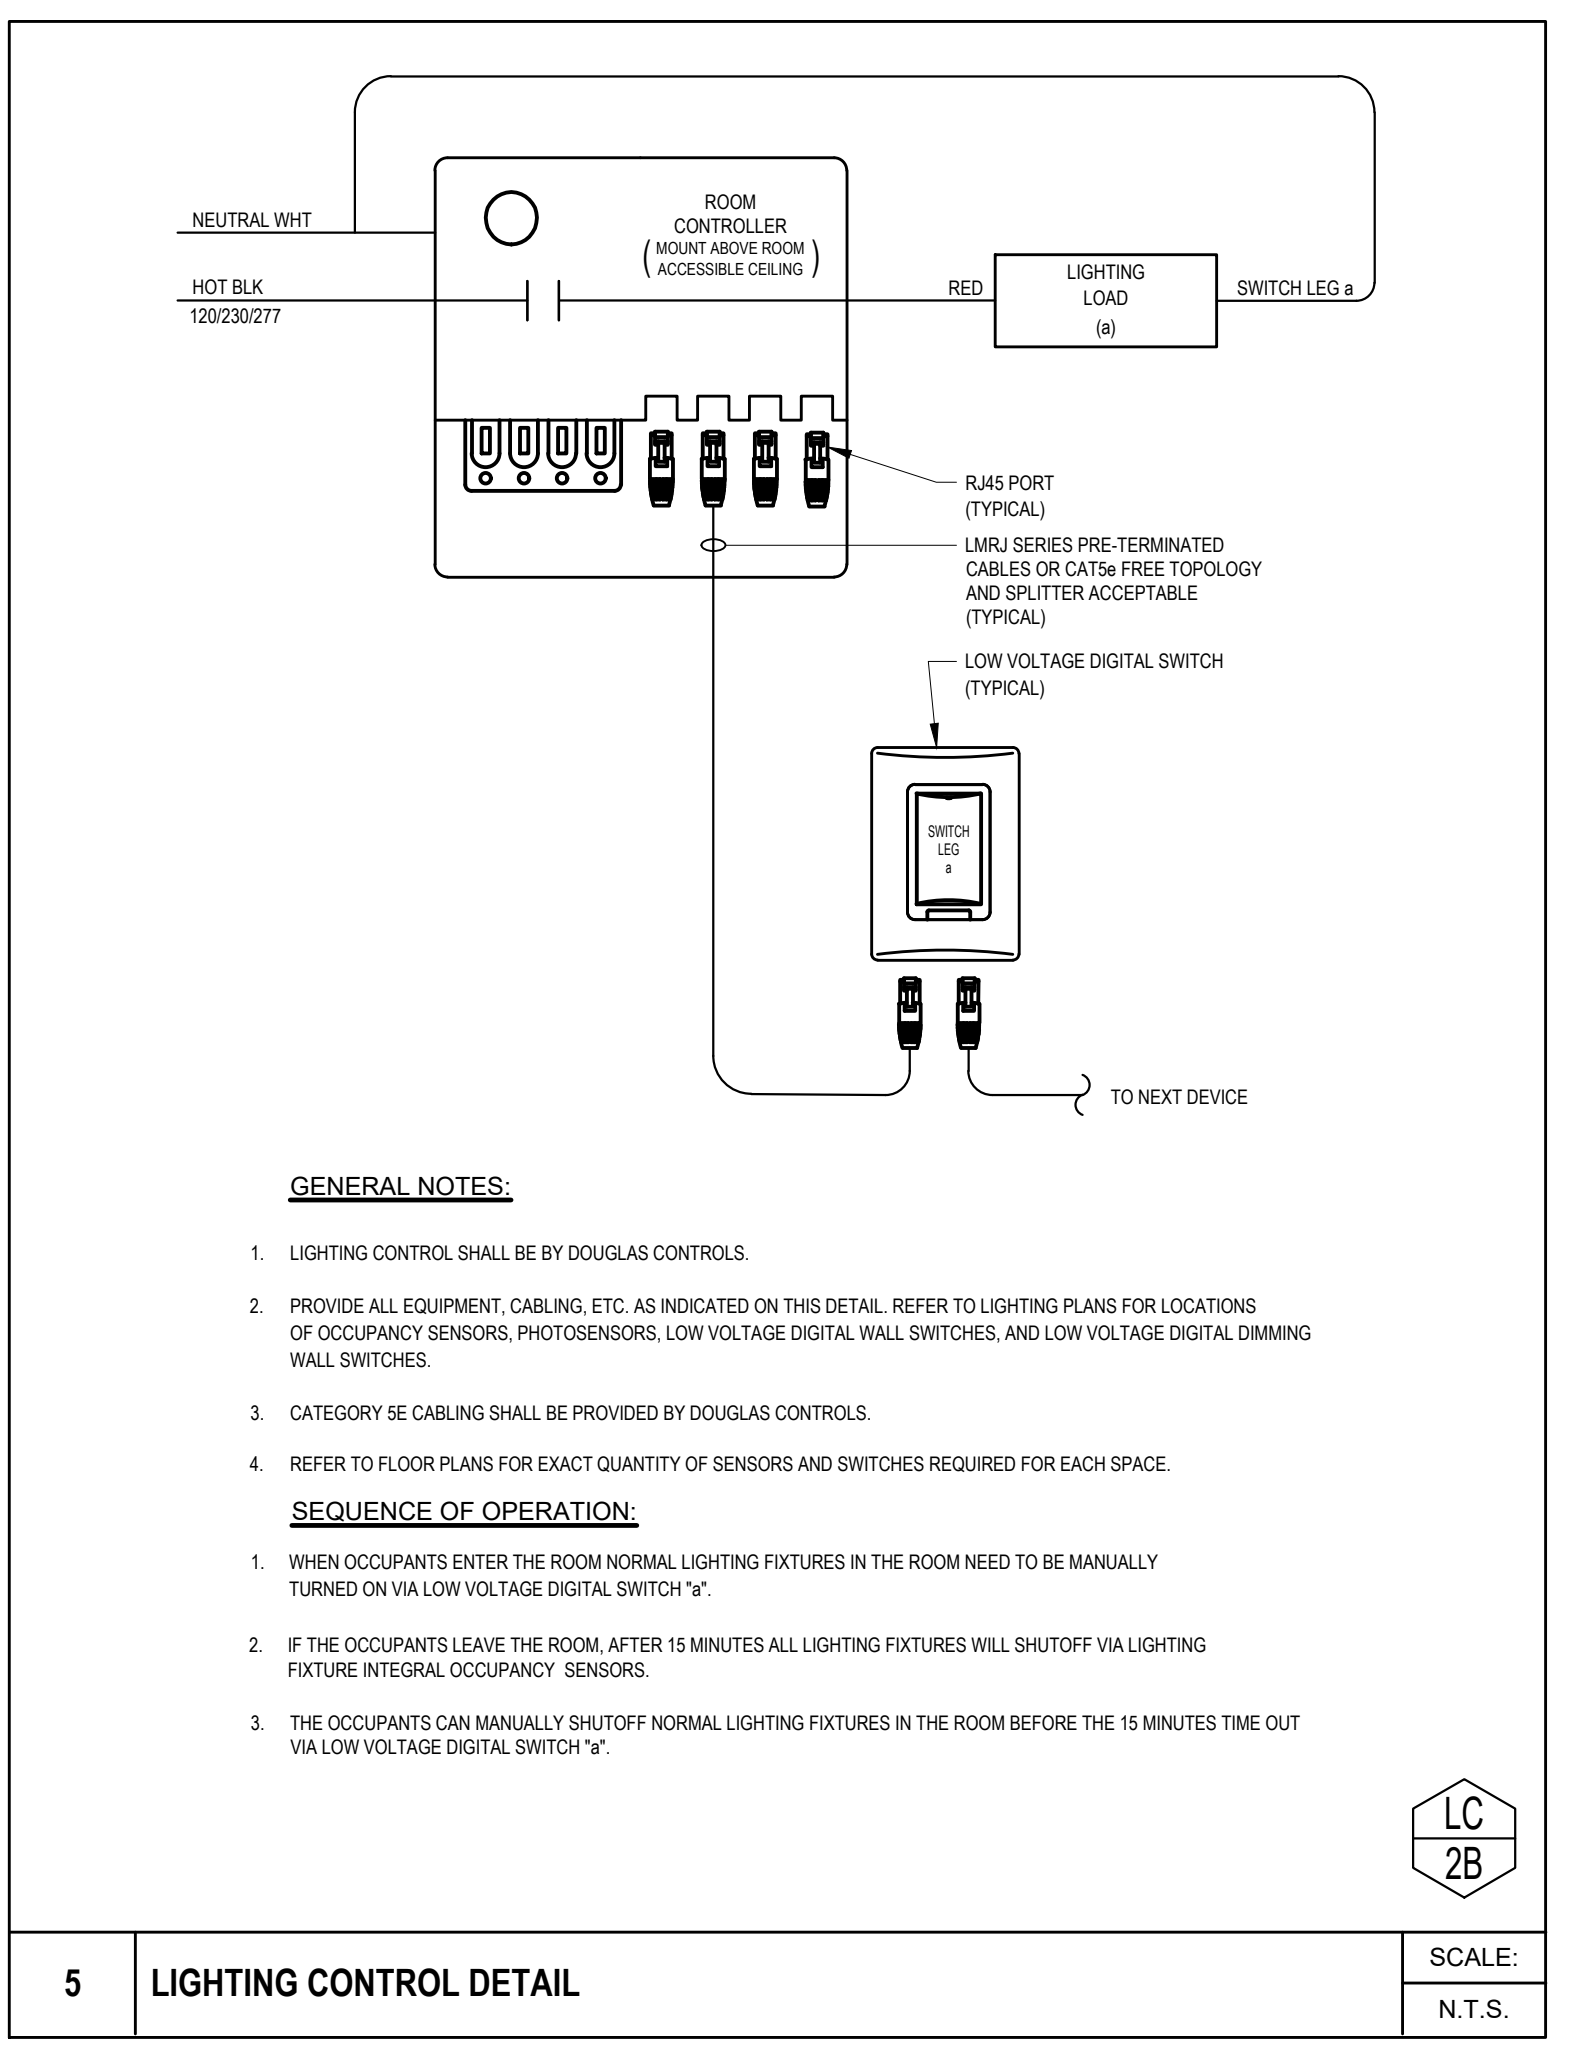 ROOM
CONTROLLER
( MOUNT ABOVE ROOM
ACCESSIBLE CEILING )
NEUTRAL WHT
HOT BLK
120/230/277
RED
LIGHTING
LOAD
(a)
SWITCH LEG a
RJ45 PORT
(TYPICAL)
LMRJ SERIES PRE-TERMINATED
CABLES OR CAT5e FREE TOPOLOGY
AND SPLITTER ACCEPTABLE
(TYPICAL)
LOW VOLTAGE DIGITAL SWITCH
(TYPICAL)
SWITCH
LEG
a
TO NEXT DEVICE
GENERAL NOTES:
1. LIGHTING CONTROL SHALL BE BY DOUGLAS CONTROLS.
2. PROVIDE ALL EQUIPMENT, CABLING, ETC. AS INDICATED ON THIS DETAIL. REFER TO LIGHTING PLANS FOR LOCATIONS
OF OCCUPANCY SENSORS, PHOTOSENSORS, LOW VOLTAGE DIGITAL WALL SWITCHES, AND LOW VOLTAGE DIGITAL DIMMING
WALL SWITCHES.
3. CATEGORY 5E CABLING SHALL BE PROVIDED BY DOUGLAS CONTROLS.
4. REFER TO FLOOR PLANS FOR EXACT QUANTITY OF SENSORS AND SWITCHES REQUIRED FOR EACH SPACE.
SEQUENCE OF OPERATION:
1. WHEN OCCUPANTS ENTER THE ROOM NORMAL LIGHTING FIXTURES IN THE ROOM NEED TO BE MANUALLY
TURNED ON VIA LOW VOLTAGE DIGITAL SWITCH "a".
2. IF THE OCCUPANTS LEAVE THE ROOM, AFTER 15 MINUTES ALL LIGHTING FIXTURES WILL SHUTOFF VIA LIGHTING
FIXTURE INTEGRAL OCCUPANCY SENSORS.
3. THE OCCUPANTS CAN MANUALLY SHUTOFF NORMAL LIGHTING FIXTURES IN THE ROOM BEFORE THE 15 MINUTES TIME OUT
VIA LOW VOLTAGE DIGITAL SWITCH "a".
LC
2B
5
LIGHTING CONTROL DETAIL
SCALE:
N.T.S.